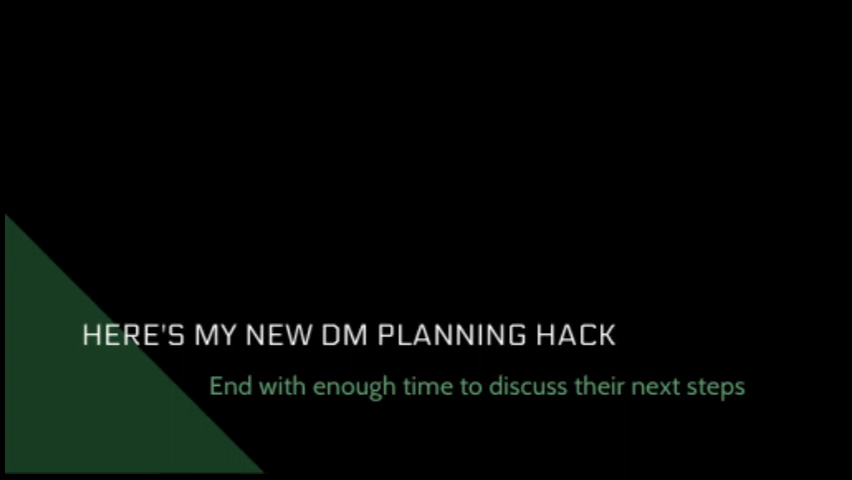 HERE'S MY NEW DM PLANNING HACK
End with enough time to discuss their next steps